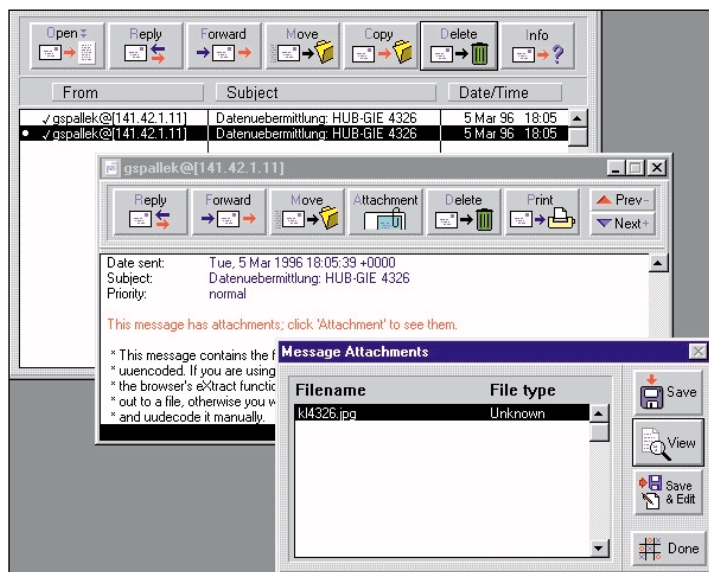 Open Reply Forward Move Copy Delete Info
From Subject Date/Time
✓gspallek@[141.42.1.11] Datenuebermittlung: HUB-GIE 4326 5 Mar 96 18:05
• ✓gspallek@[141.42.1.11] Datenuebermittlung: HUB-GIE 4326 5 Mar 96 18:05
gspallek@[141.42.1.11]
Reply Forward Move Attachment Delete Print Prev-
Next+
Date sent: Tue, 5 Mar 1996 18:05:39 +0000
Subject: Datenuebermittlung: HUB-GIE 4326
Priority: normal
This message has attachments; click 'Attachment' to see them.
* This message contains the f
* uuencoded. If you are using
* the browser's eXtract functio
* out to a file, otherwise you w
* and uudecode it manually.
Message Attachments
Filename File type
kl4326.jpg Unknown
Save
View
Save
& Edit
Done